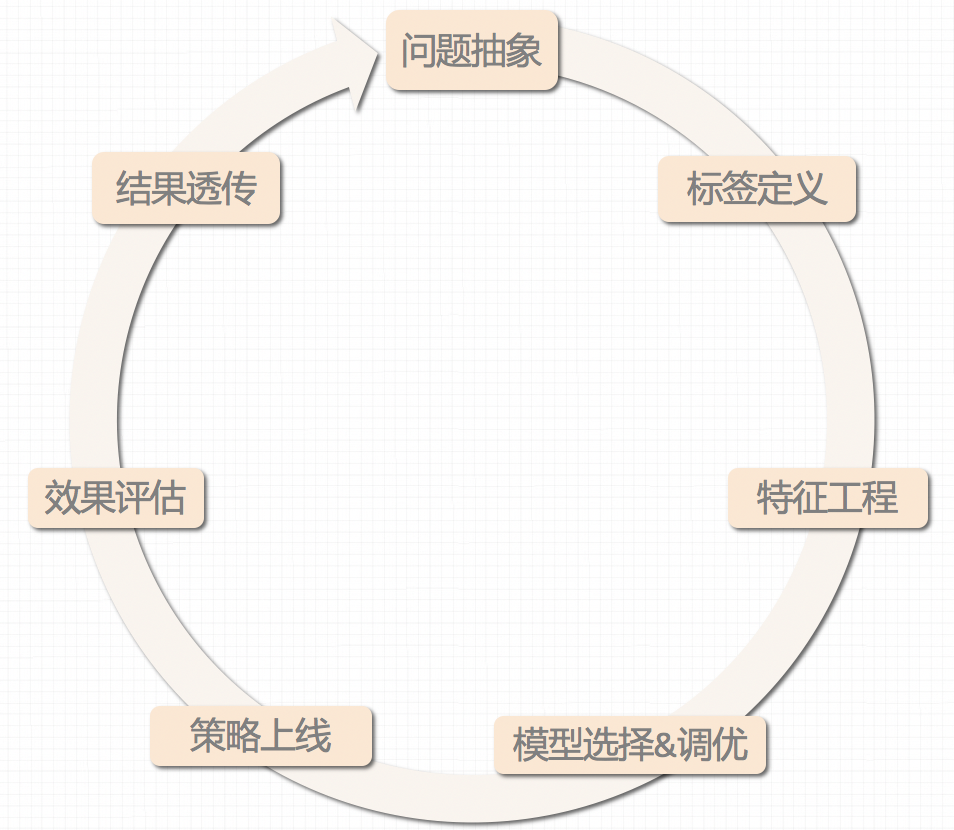 问题抽象
标签定义
特征工程
模型选择&调优
策略上线
效果评估
结果透传